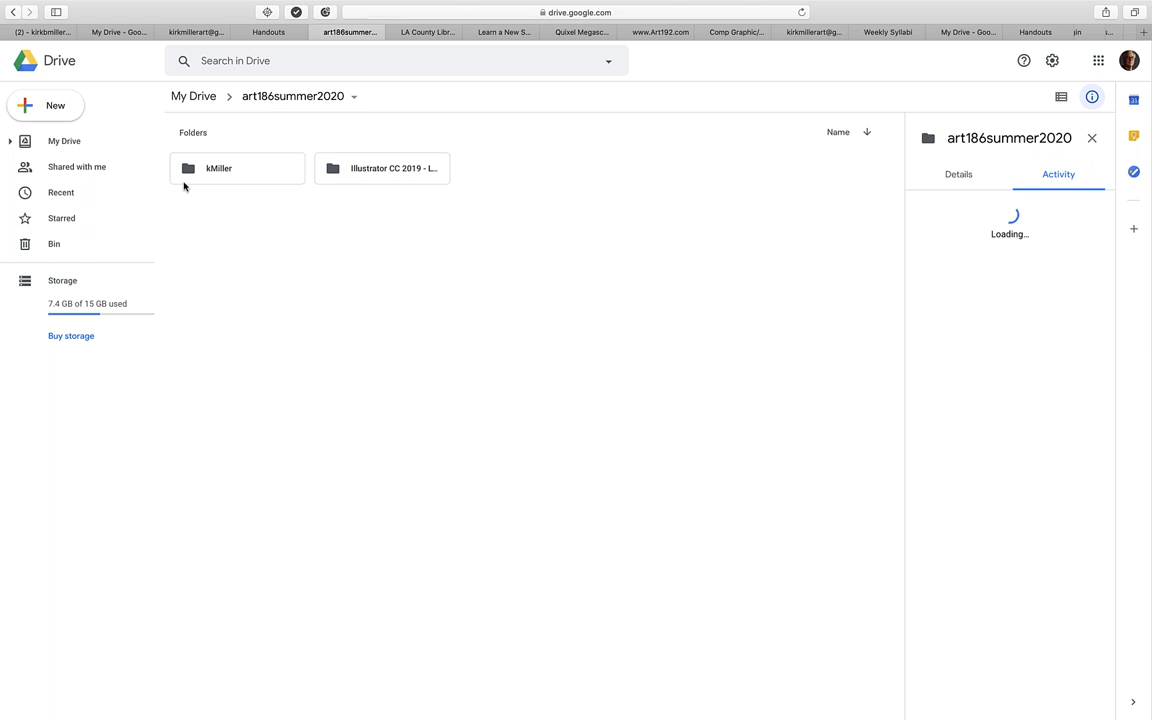 drive.google.com
(2) - kirkbmiller...
My Drive - Goo...
kirkmillerart@g...
Handouts
art186summer...
LA County Libr...
Learn a New S...
Quixel Megasc...
www.Art192.com
Comp Graphic/...
kirkmillerart@g...
Weekly Syllabi
My Drive - Goo...
Handouts
Drive
Search in Drive
My Drive > art186summer2020
New
My Drive
Shared with me
Recent
Starred
Bin
Storage
7.4 GB of 15 GB used
Buy storage
Folders
Name
kMiller
Illustrator CC 2019 - L...
art186summer2020
Details
Activity
Loading...
31